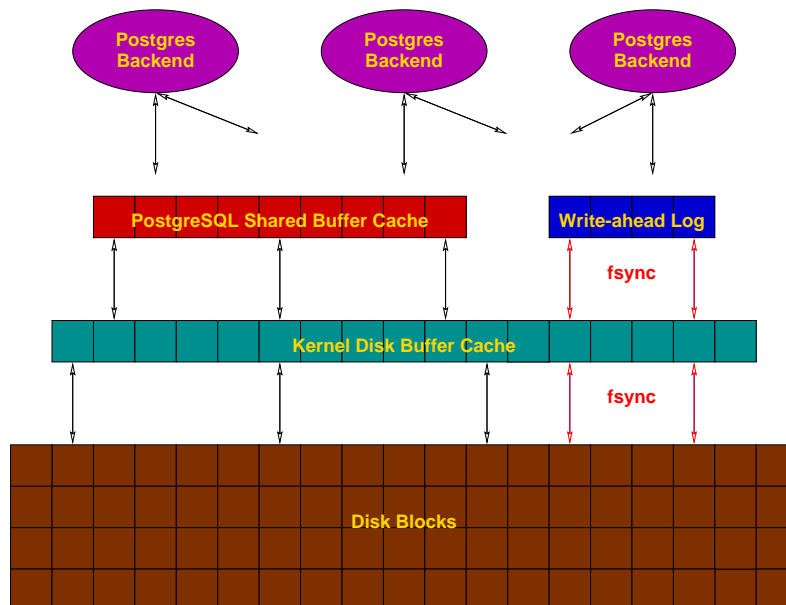 Postgres
Backend
Postgres
Backend
Postgres
Backend
PostgreSQL Shared Buffer Cache
Write-ahead Log
fsync
Kernel Disk Buffer Cache
fsync
Disk Blocks